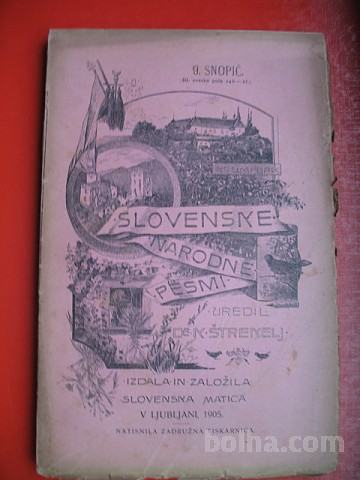 9. SNOPIČ.
SLOVENSKE
NARODNE
PESMI.
UREDIL
DR. K. ŠTREKELJ.
IZDALA IN ZALOŽILA
SLOVENSKA MATICA
V LJUBLJANI, 1905.
NATISNILA ZADRUŽNA TISKARNICA.
bolha.com